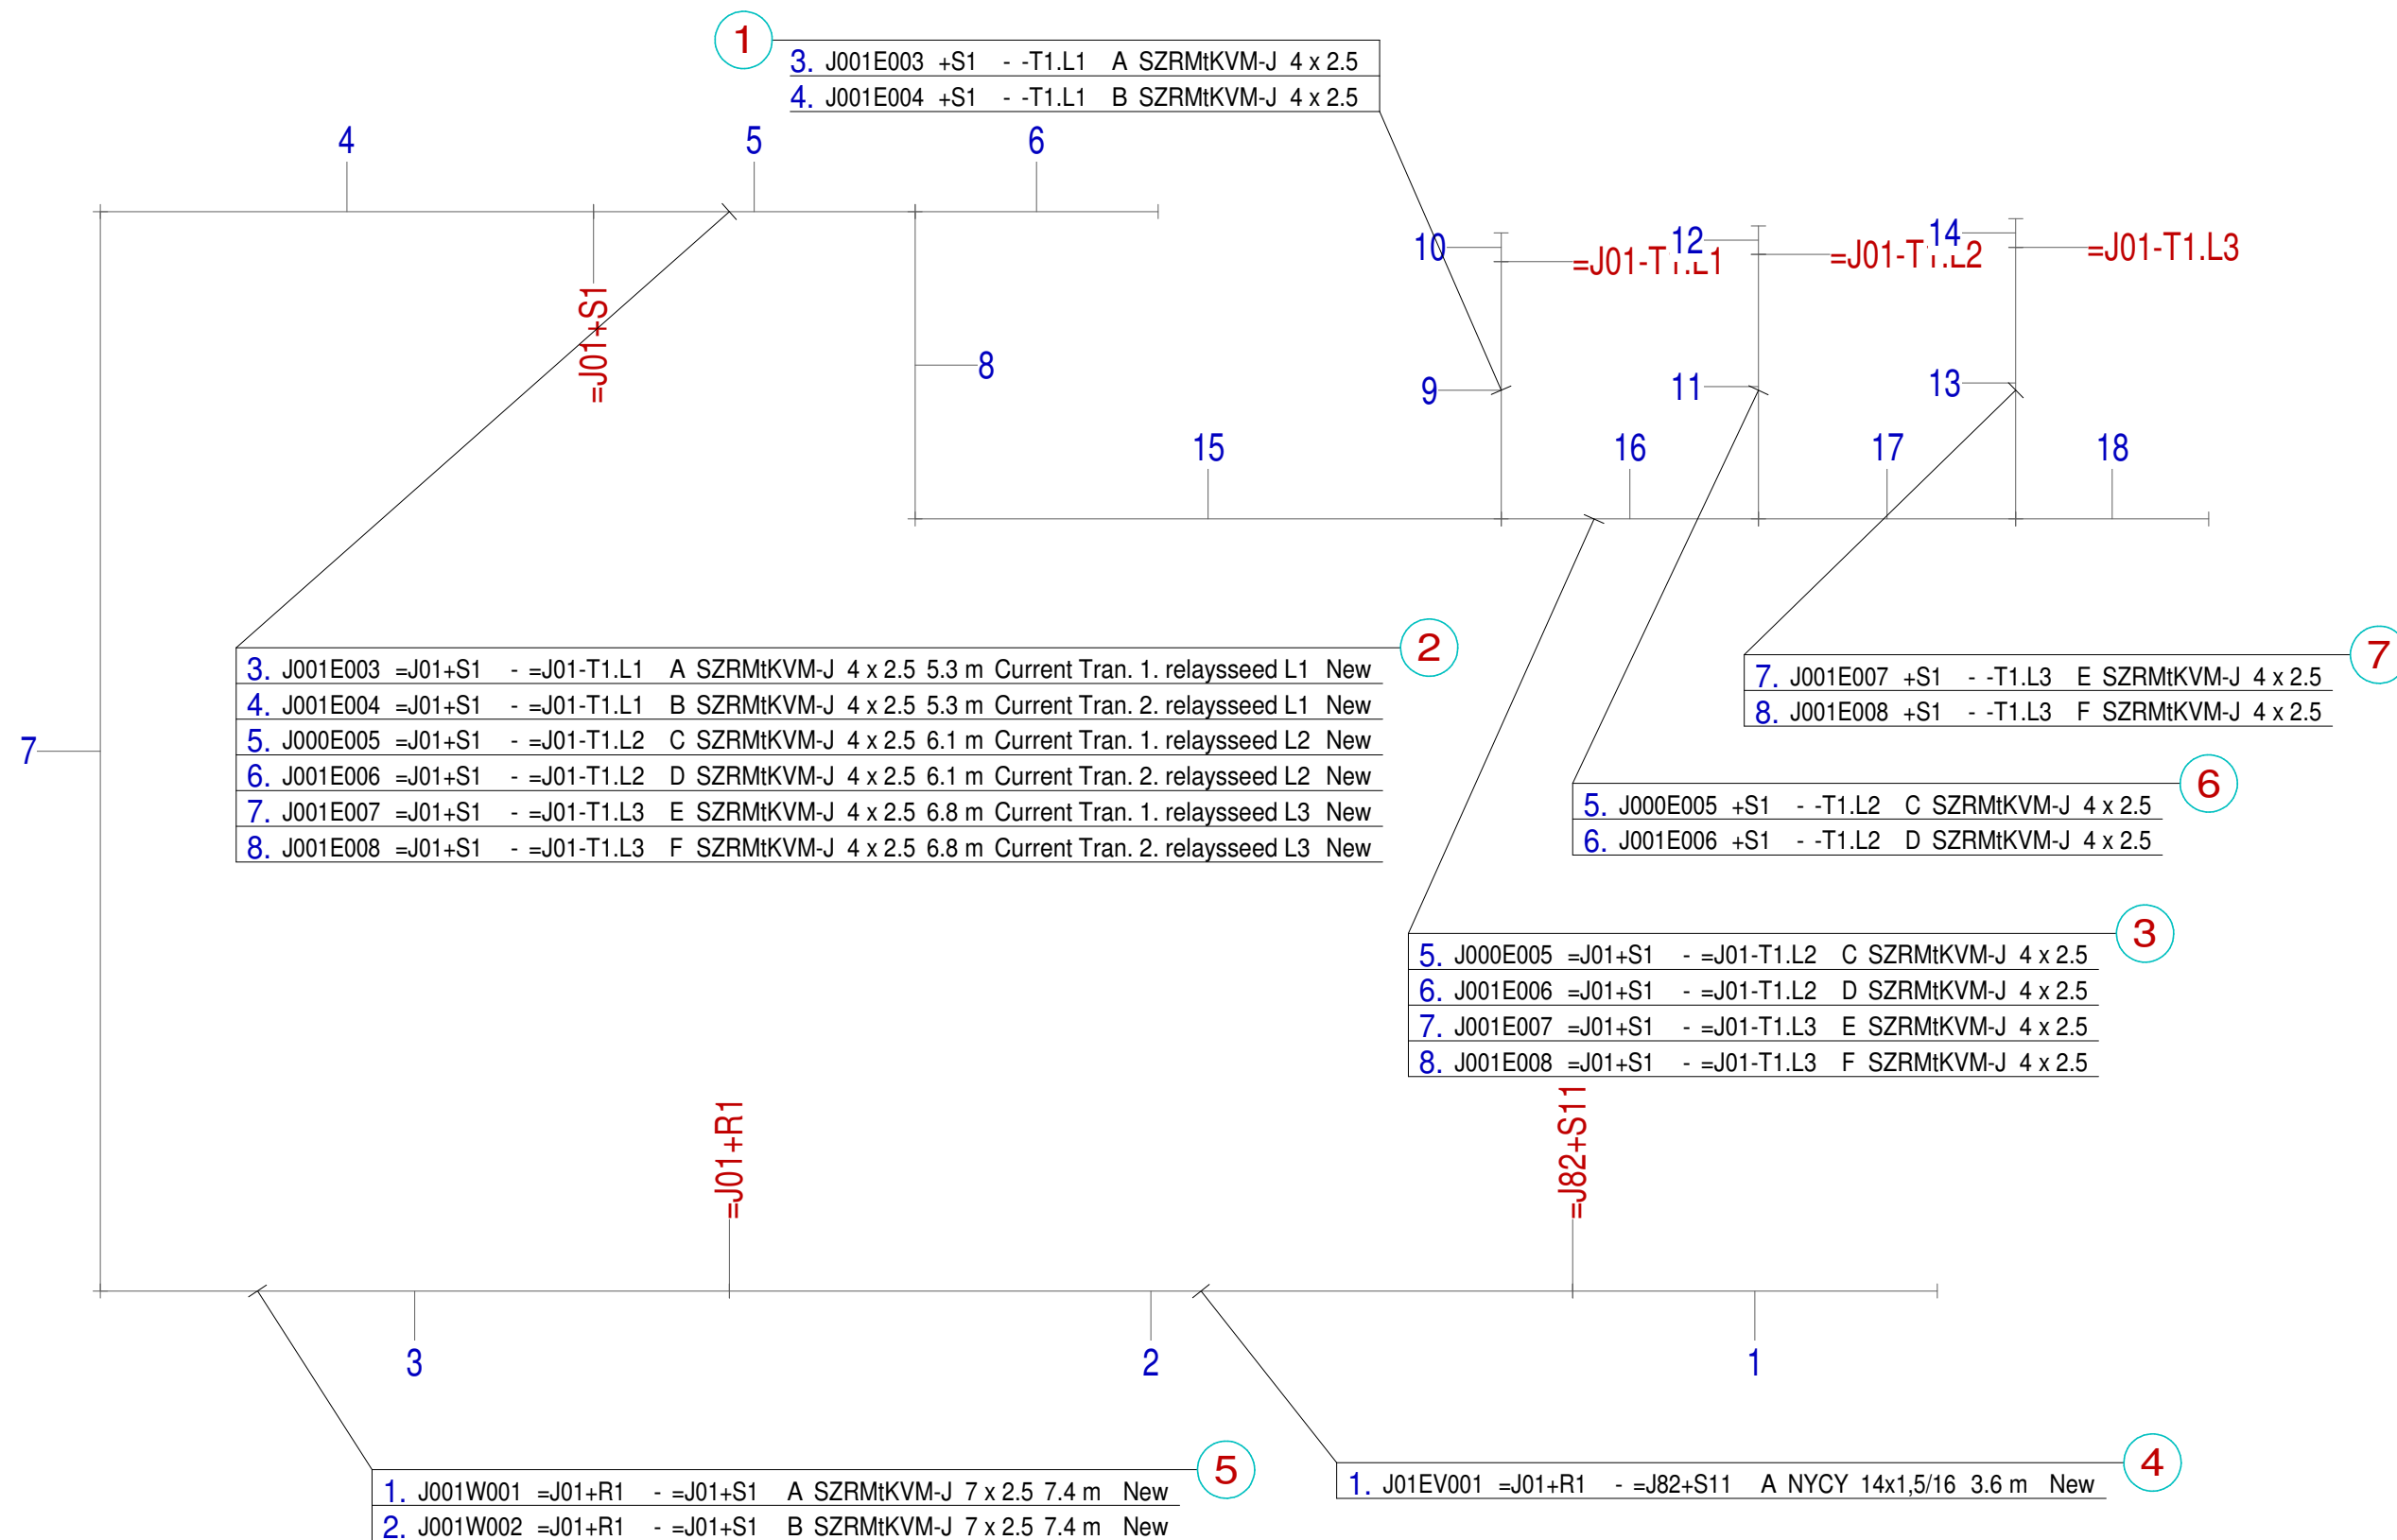 1
3. J001E003 +S1 - -T1.L1 A SZRMtKVM-J 4 x 2.5
4. J001E004 +S1 - -T1.L1 B SZRMtKVM-J 4 x 2.5
4
5
6
10
=J01-T1.L1
12
=J01-T1.L2
14
=J01-T1.L3
=J01+S1
8
9
11
13
15
16
17
18
2
3. J001E003 =J01+S1 - =J01-T1.L1 A SZRMtKVM-J 4 x 2.5 5.3 m Current Tran. 1. relaysseed L1 New
4. J001E004 =J01+S1 - =J01-T1.L1 B SZRMtKVM-J 4 x 2.5 5.3 m Current Tran. 2. relaysseed L1 New
5. J000E005 =J01+S1 - =J01-T1.L2 C SZRMtKVM-J 4 x 2.5 6.1 m Current Tran. 1. relaysseed L2 New
6. J001E006 =J01+S1 - =J01-T1.L2 D SZRMtKVM-J 4 x 2.5 6.1 m Current Tran. 2. relaysseed L2 New
7. J001E007 =J01+S1 - =J01-T1.L3 E SZRMtKVM-J 4 x 2.5 6.8 m Current Tran. 1. relaysseed L3 New
8. J001E008 =J01+S1 - =J01-T1.L3 F SZRMtKVM-J 4 x 2.5 6.8 m Current Tran. 2. relaysseed L3 New
7
7
7. J001E007 +S1 - -T1.L3 E SZRMtKVM-J 4 x 2.5
8. J001E008 +S1 - -T1.L3 F SZRMtKVM-J 4 x 2.5
6
5. J000E005 +S1 - -T1.L2 C SZRMtKVM-J 4 x 2.5
6. J001E006 +S1 - -T1.L2 D SZRMtKVM-J 4 x 2.5
3
5. J000E005 =J01+S1 - =J01-T1.L2 C SZRMtKVM-J 4 x 2.5
6. J001E006 =J01+S1 - =J01-T1.L2 D SZRMtKVM-J 4 x 2.5
7. J001E007 =J01+S1 - =J01-T1.L3 E SZRMtKVM-J 4 x 2.5
8. J001E008 =J01+S1 - =J01-T1.L3 F SZRMtKVM-J 4 x 2.5
=J01+R1
=J82+S11
3
2
1
5
1. J001W001 =J01+R1 - =J01+S1 A SZRMtKVM-J 7 x 2.5 7.4 m New
2. J001W002 =J01+R1 - =J01+S1 B SZRMtKVM-J 7 x 2.5 7.4 m New
4
1. J01EV001 =J01+R1 - =J82+S11 A NYCY 14x1,5/16 3.6 m New